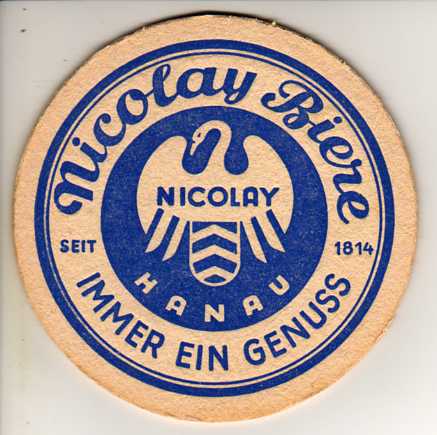 Nicolay Biere
NICOLAY
SEIT 1814
HANAU
IMMER EIN GENUSS